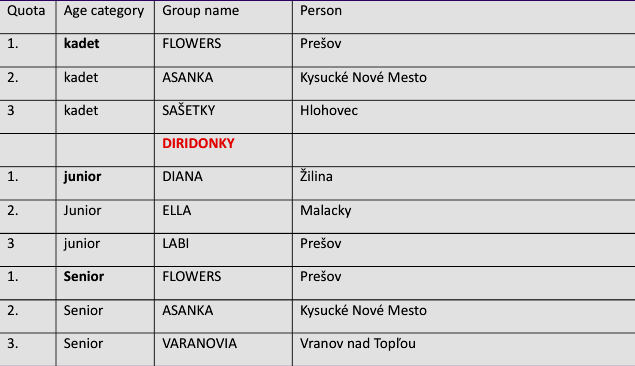 Quota Age category Group name Person
1. kadet FLOWERS Prešov
2. kadet ASANKA Kysucké Nové Mesto
3 kadet SAŠETKY Hlohovec
DIRIDONKY
1. junior DIANA Žilina
2. Junior ELLA Malacky
3 junior LABI Prešov
1. Senior FLOWERS Prešov
2. Senior ASANKA Kysucké Nové Mesto
3. Senior VARANOVIA Vranov nad Topľou